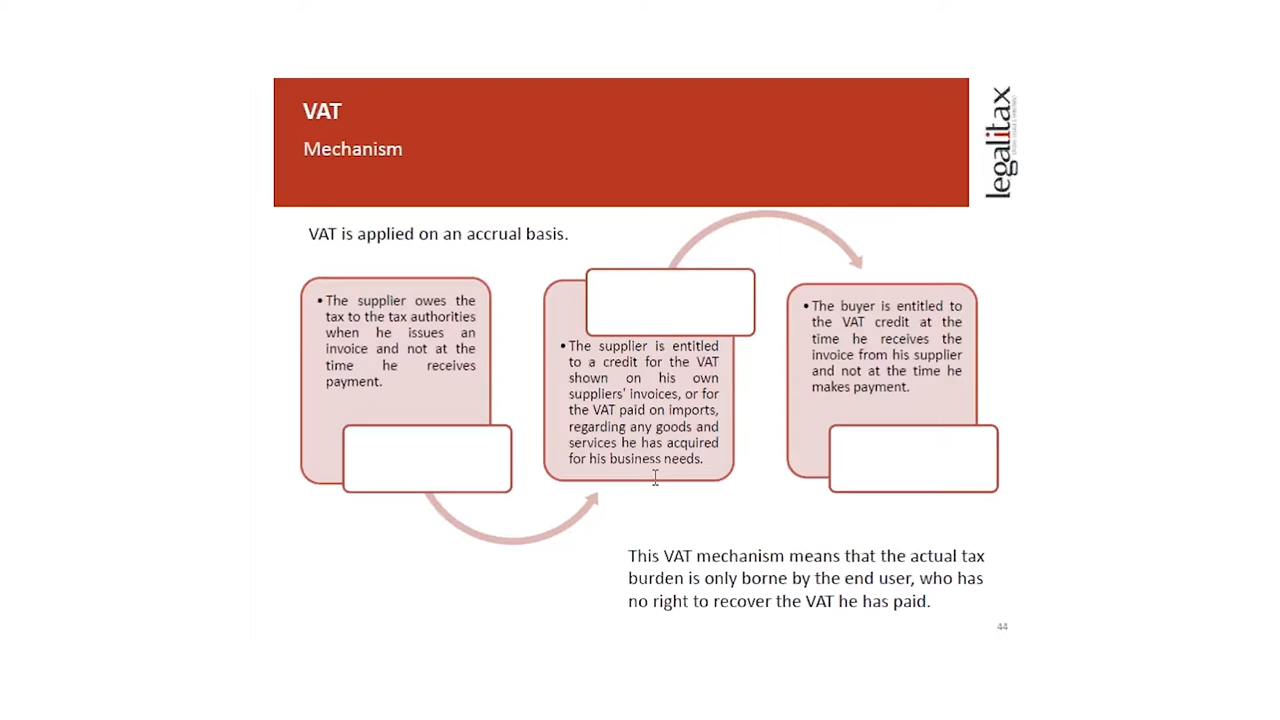 VAT
Mechanism
legalitax
VAT is applied on an accrual basis.
• The supplier owes the
tax to the tax authorities
when he issues an
invoice and not at the
time he receives
payment.
• The supplier is entitled
to a credit for the VAT
shown on his own
suppliers' invoices, or for
the VAT paid on imports,
regarding any goods and
services he has acquired
for his business needs.
• The buyer is entitled to
the VAT credit at the
time he receives the
invoice from his supplier
and not at the time he
makes payment.
This VAT mechanism means that the actual tax
burden is only borne by the end user, who has
no right to recover the VAT he has paid.
44